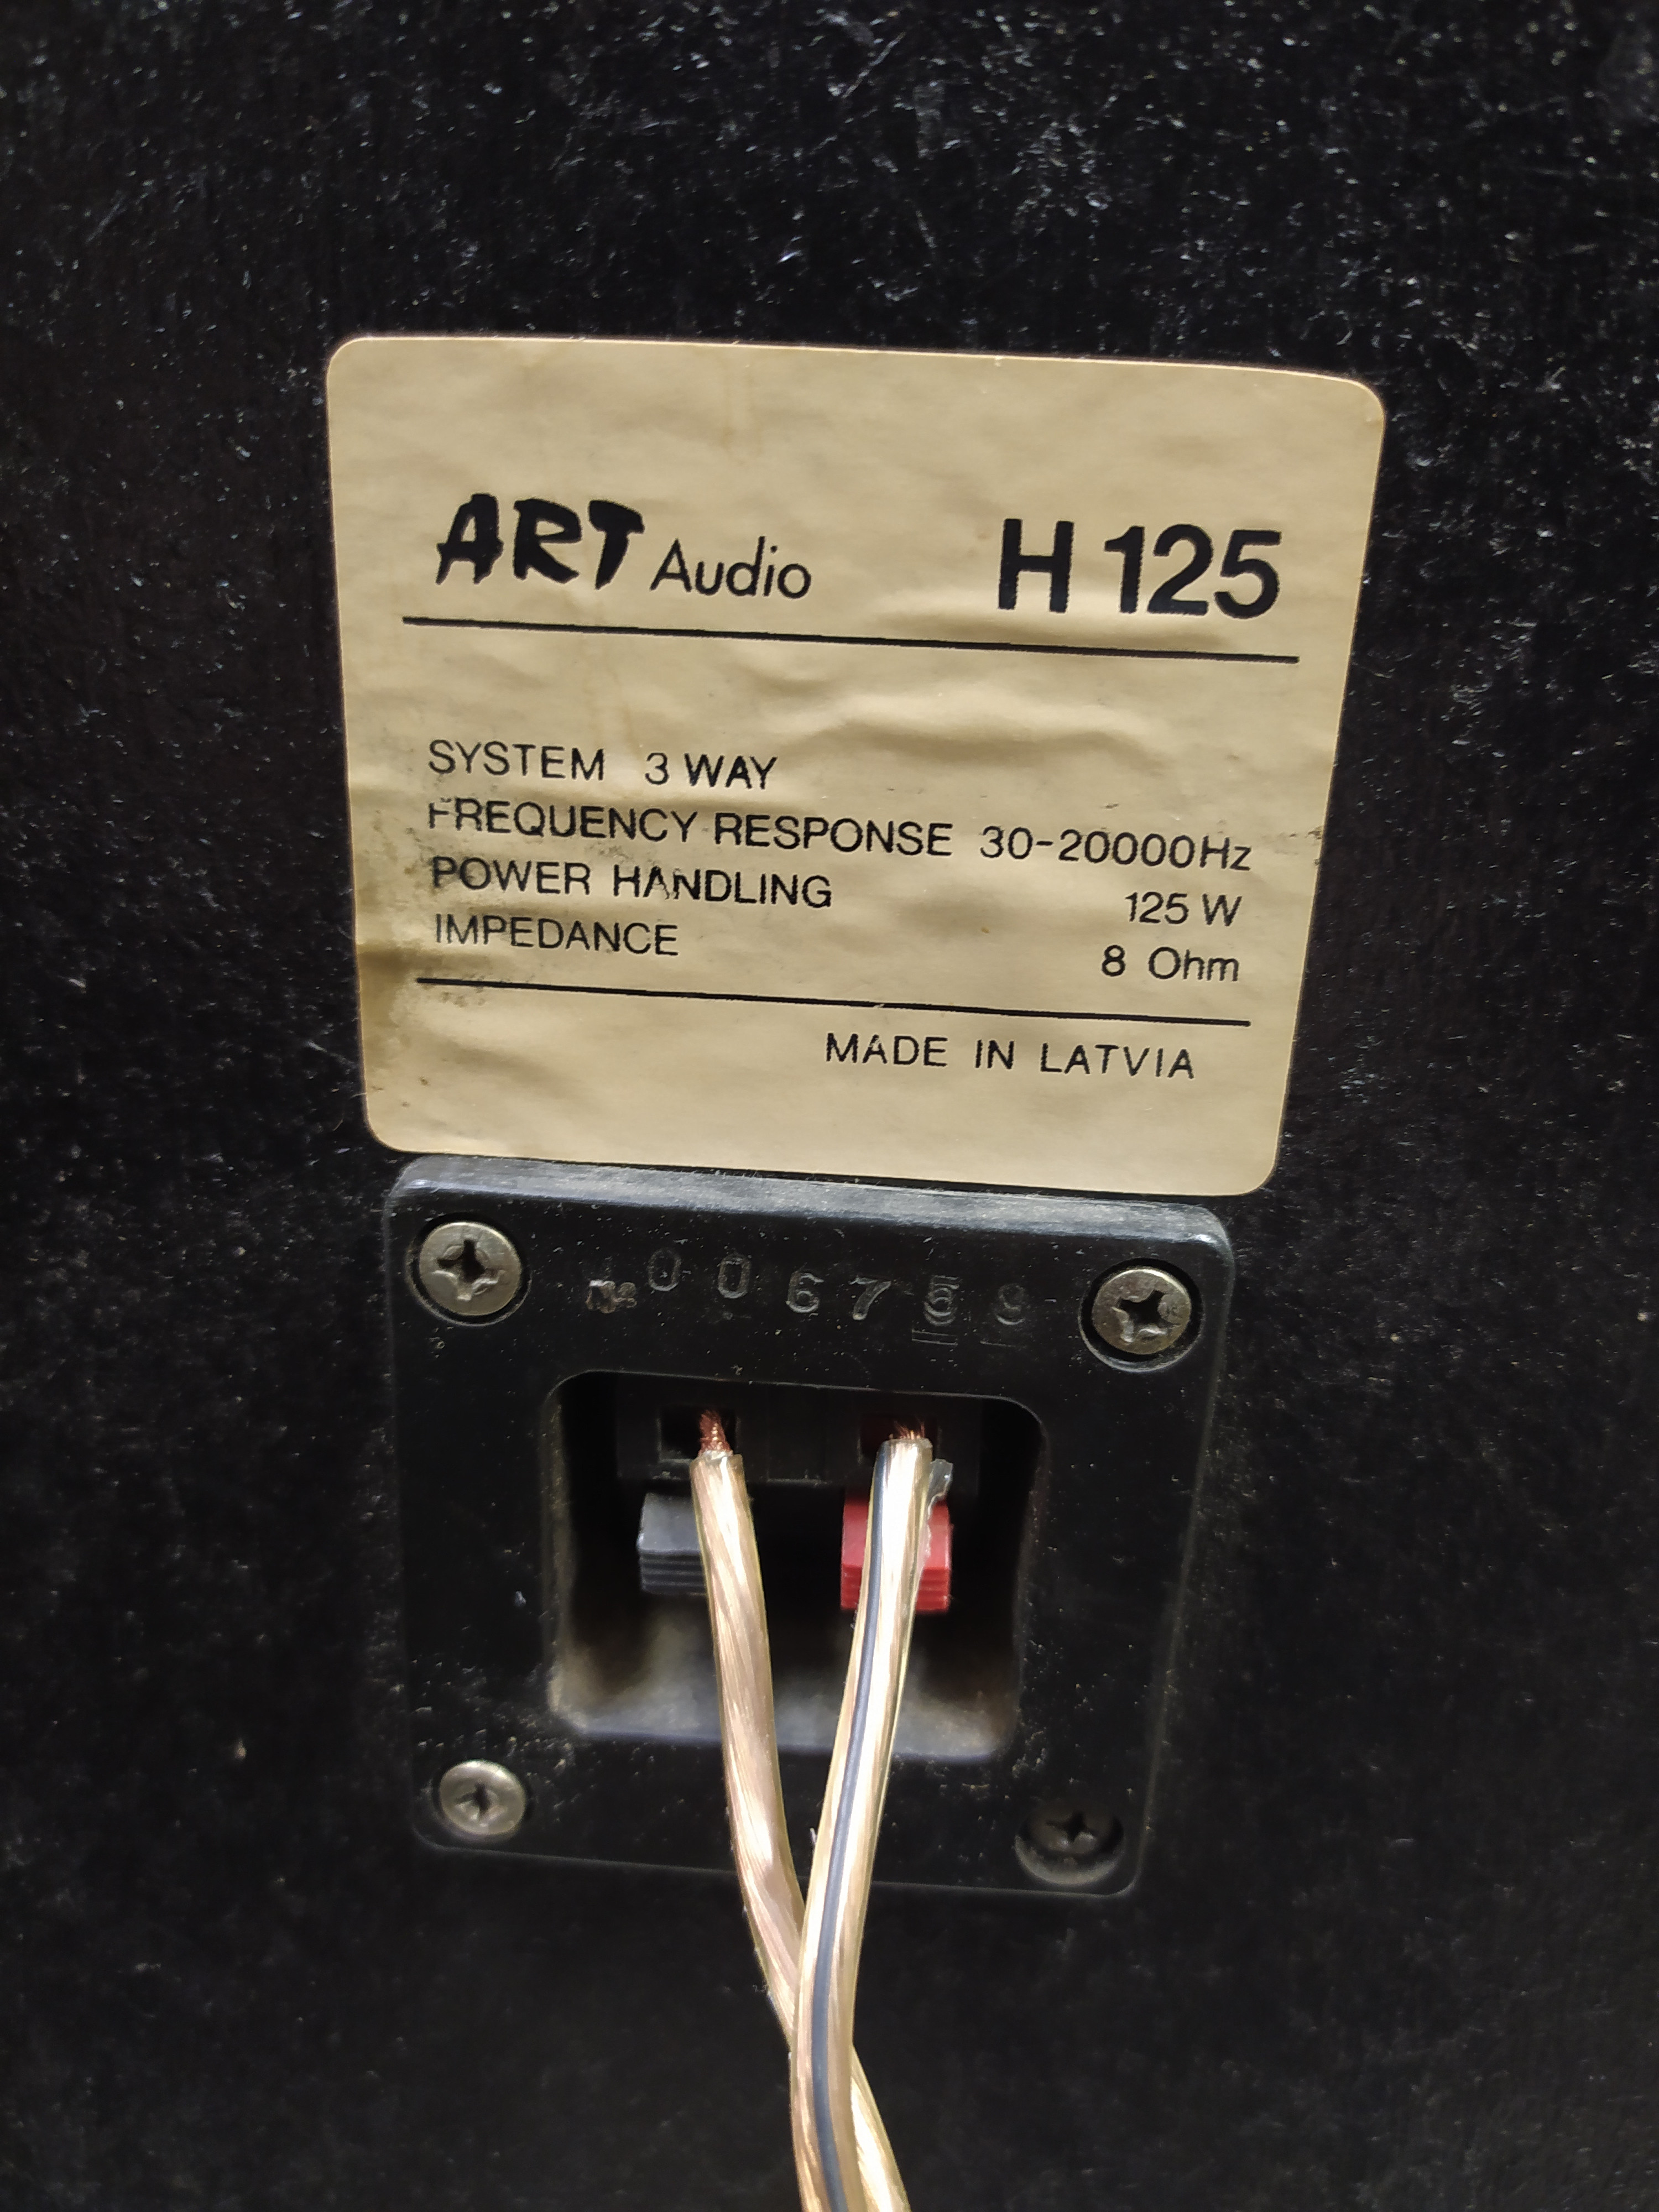 ART Audio H 125
SYSTEM 3 WAY
FREQUENCY RESPONSE 30-20000Hz
POWER HANDLING 125 W
IMPEDANCE 8 Ohm
MADE IN LATVIA
006759